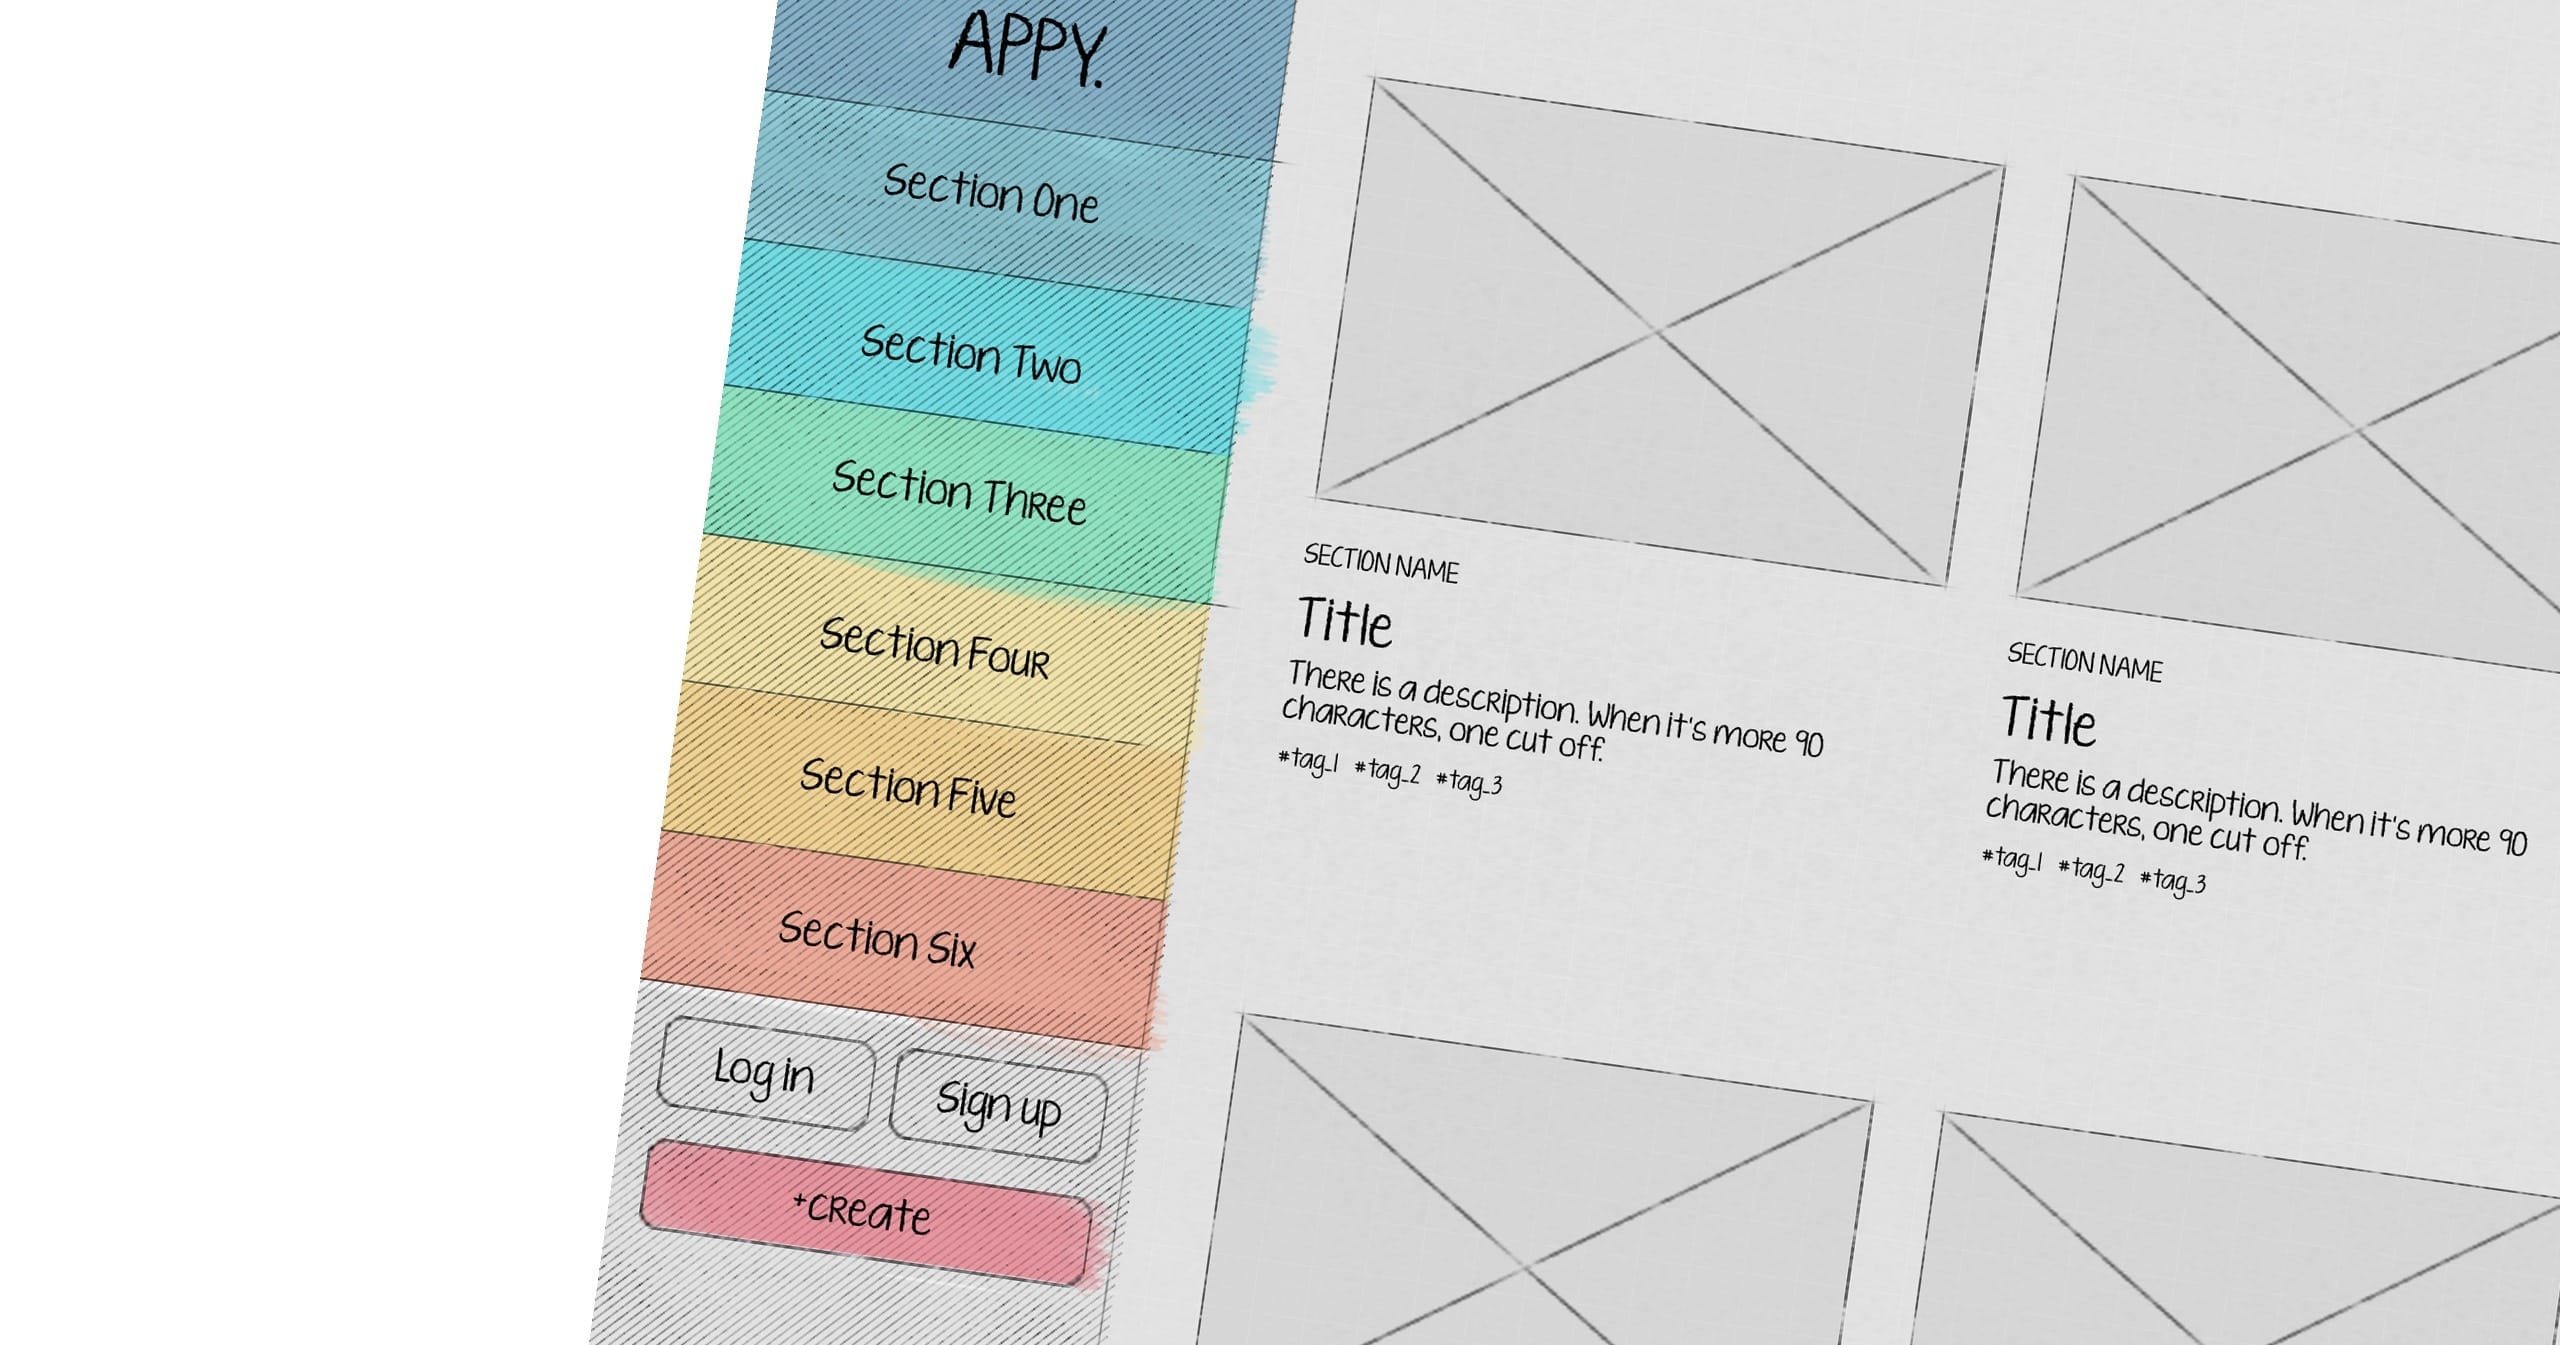 APPY.
Section One
Section Two
Section Three
Section Four
Section Five
Section Six
Log in
Sign up
+Create
SECTION NAME
Title
There is a description. When it's more 90
characters, one cut off.
#tag_1 #tag_2 #tag_3
SECTION NAME
Title
There is a description. When it's more 90
characters, one cut off.
#tag_1 #tag_2 #tag_3